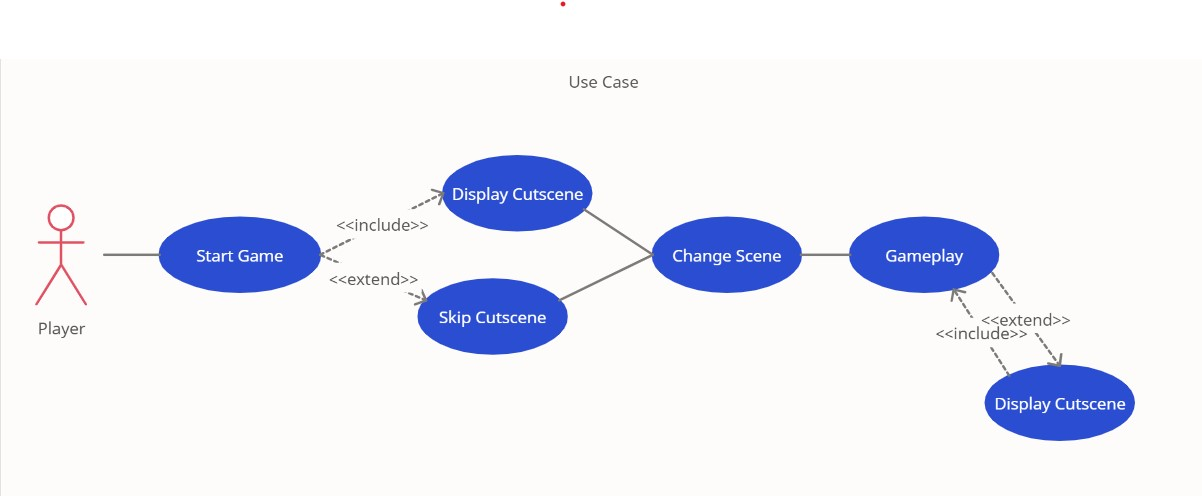 Use Case
Display Cutscene
<<include>>
Start Game
Change Scene
Gameplay
<<extend>>
Skip Cutscene
Player
<<extend>>
<<include>>
Display Cutscene